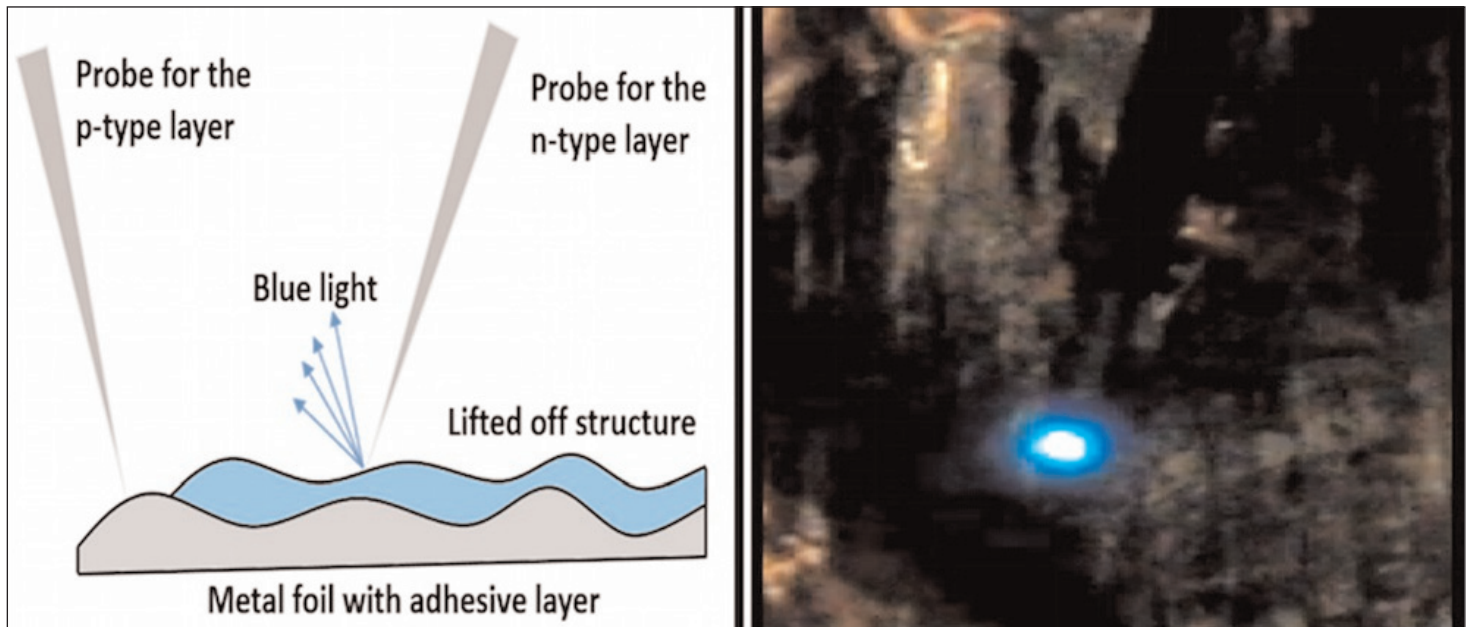 Probe for the
p-type layer
Probe for the
n-type layer
Blue light
Lifted off structure
Metal foil with adhesive layer